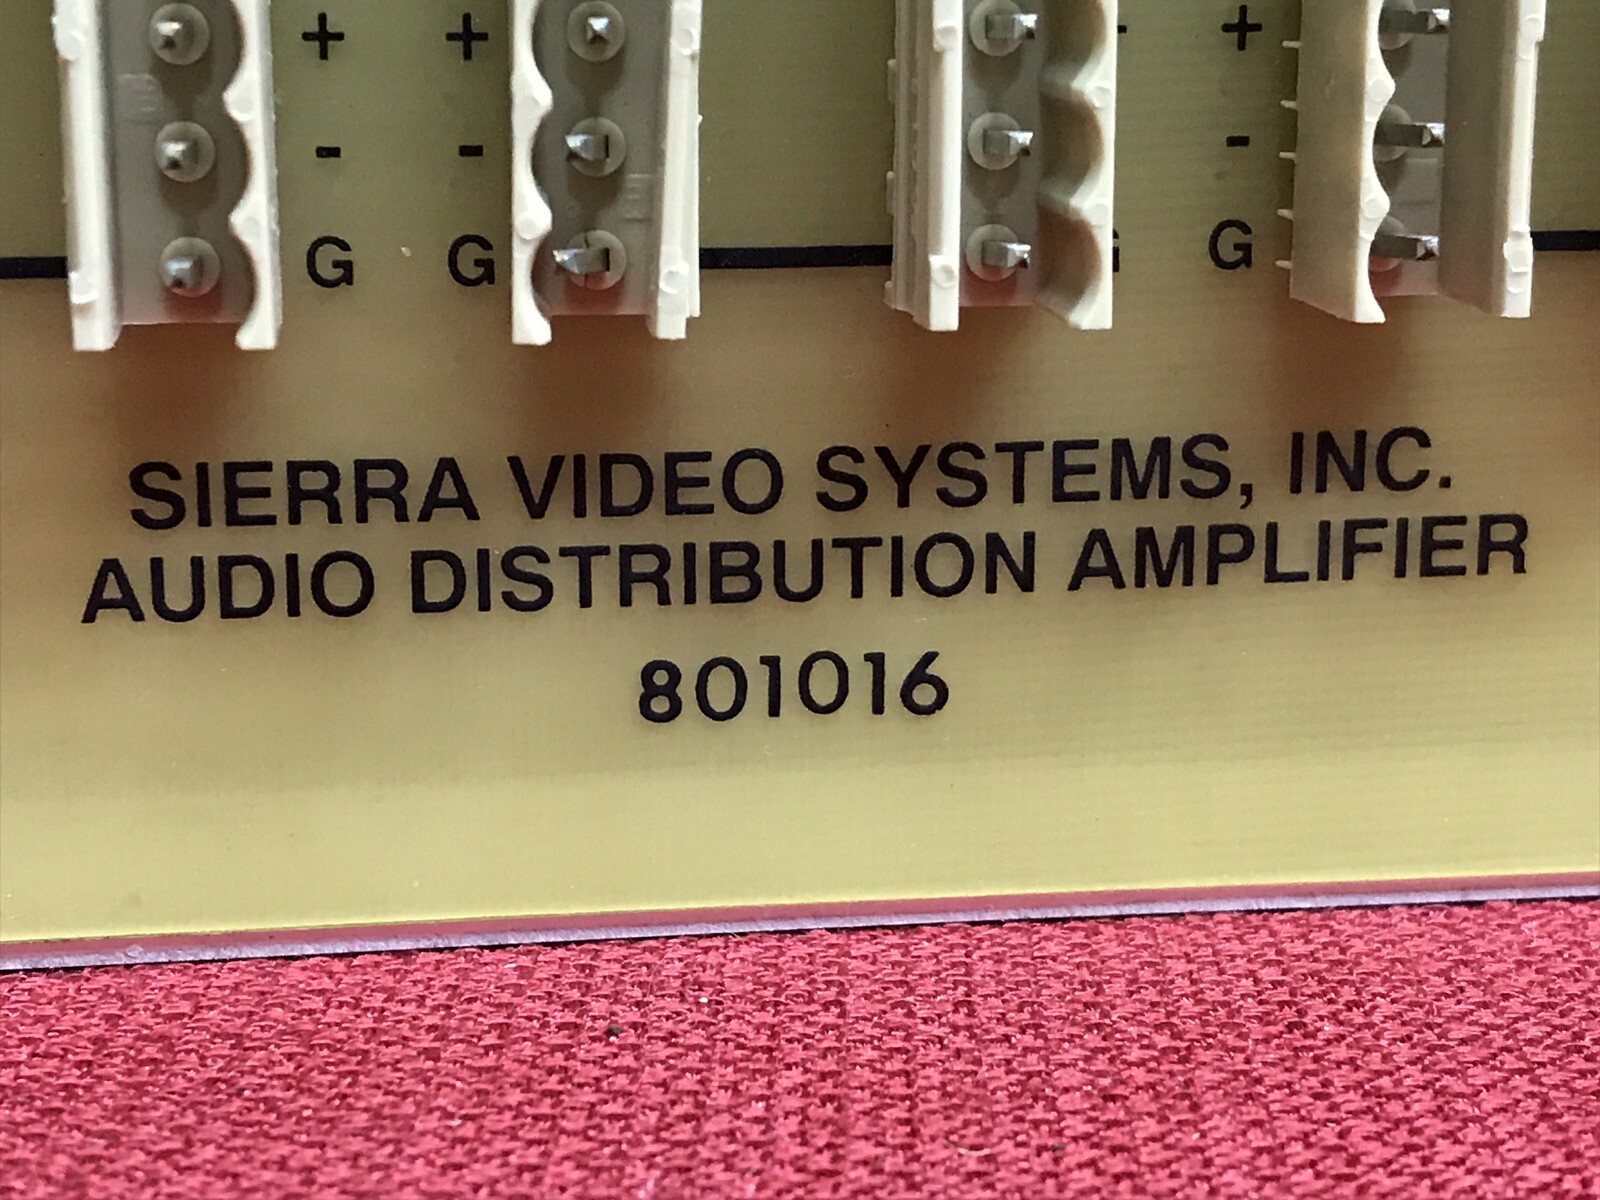 + + +
- - -
G G G
SIERRA VIDEO SYSTEMS, INC.
AUDIO DISTRIBUTION AMPLIFIER
801016